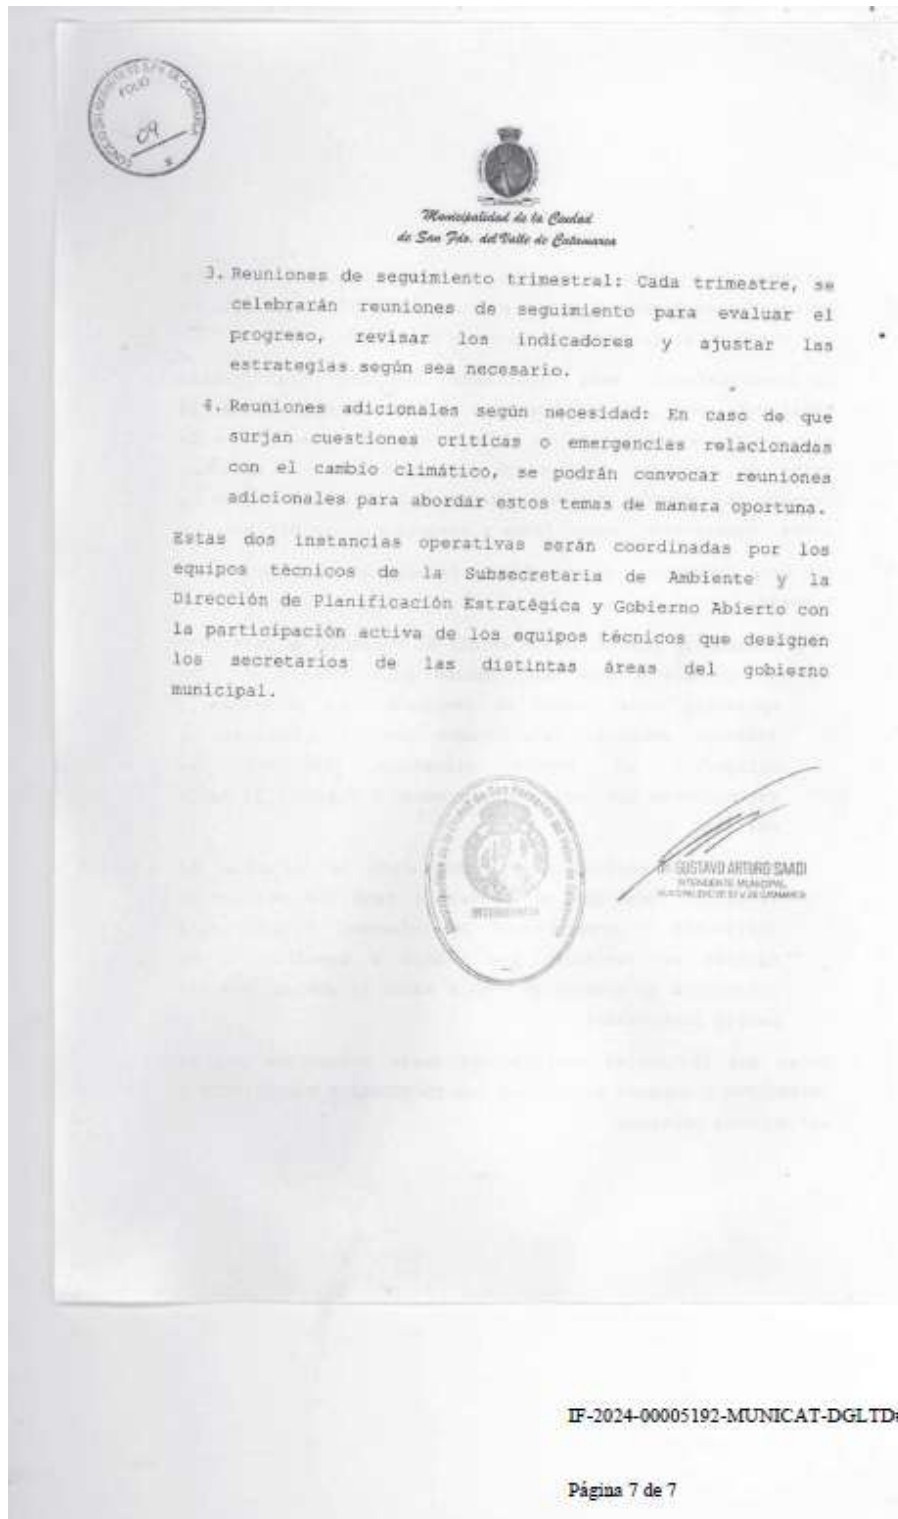 FOLIO
09
Municipalidad de la Ciudad
de San Fdo. del Valle de Catamarca
3. Reuniones de seguimiento trimestral: Cada trimestre, se
celebrarán reuniones de seguimiento para evaluar el
progreso, revisar los indicadores y ajustar las
estrategias según sea necesario.
4. Reuniones adicionales según necesidad: En caso de que
surjan cuestiones críticas o emergencias relacionadas
con el cambio climático, se podrán convocar reuniones
adicionales para abordar estos temas de manera oportuna.
Estas dos instancias operativas serán coordinadas por los
equipos técnicos de la Subsecretaría de Ambiente y la
Dirección de Planificación Estratégica y Gobierno Abierto con
la participación activa de los equipos técnicos que designen
los secretarios de las distintas áreas del gobierno
municipal.
INTENDENCIA
Dr. GUSTAVO ARTURO SAADI
INTENDENTE MUNICIPAL
IF-2024-00005192-MUNICAT-DGLTD#
Página 7 de 7